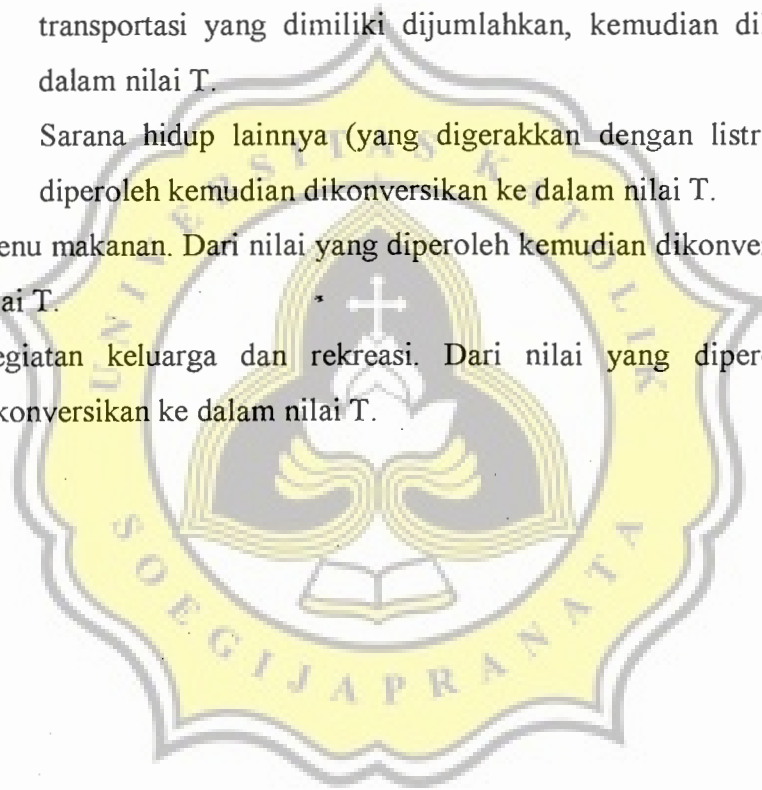 transportasi yang dimiliki dijumlahkan, kemudian di
dalam nilai T.
Sarana hidup lainnya (yang digerakkan dengan listr
diperoleh kemudian dikonversikan ke dalam nilai T.
enu makanan. Dari nilai yang diperoleh kemudian dikonve
ai T.
egiatan keluarga dan rekreasi. Dari nilai yang diper
konversikan ke dalam nilai T.
UNIVERSITAS KATOLIK
SOEGIJAPRANATA